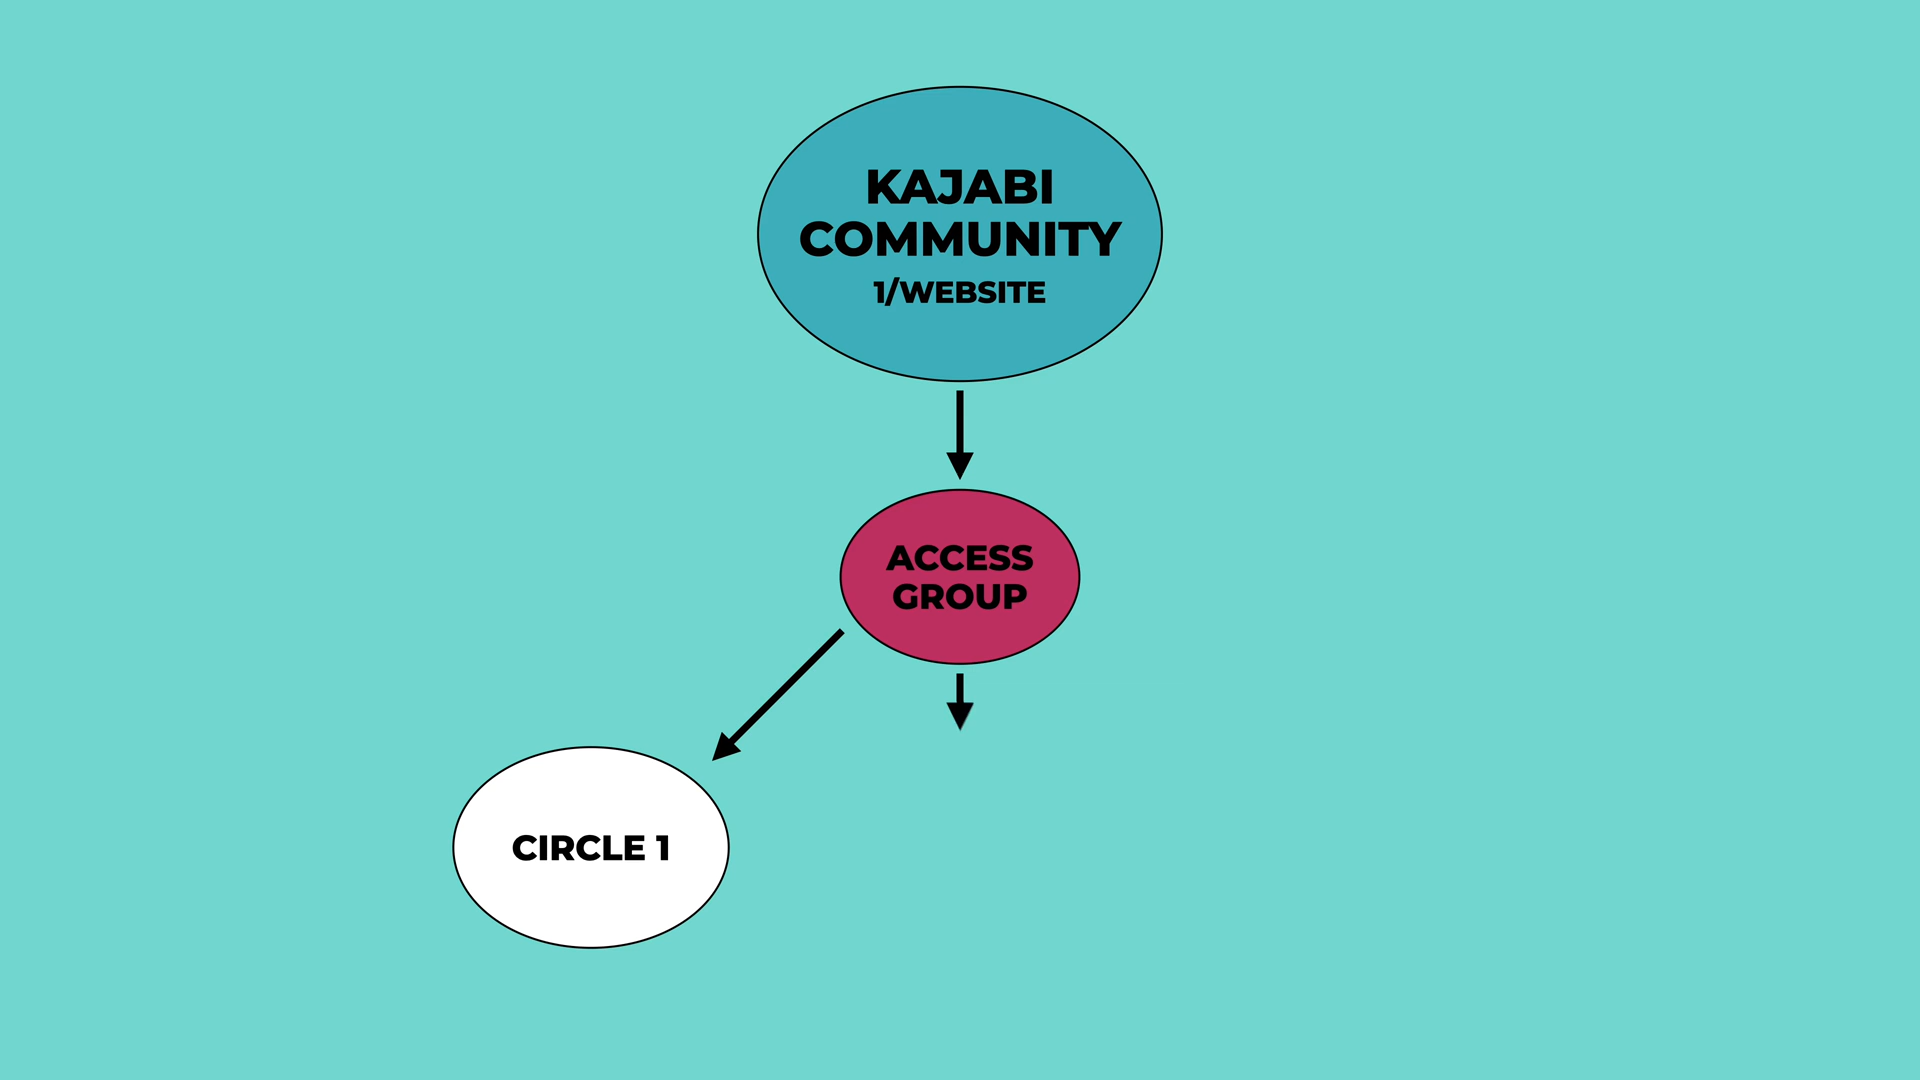 KAJABI
COMMUNITY
1/WEBSITE
ACCESS
GROUP
CIRCLE 1